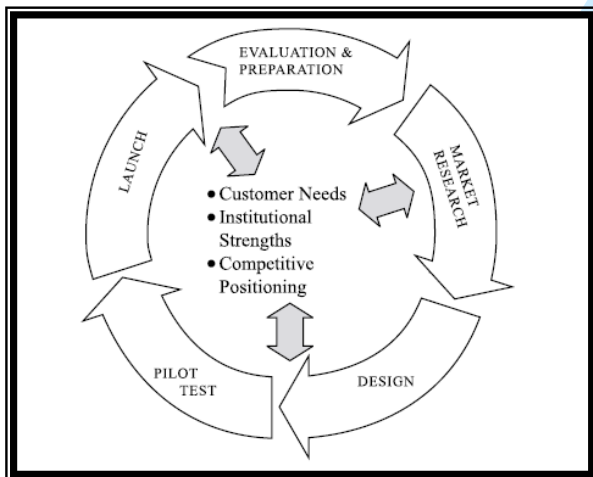 EVALUATION &
PREPARATION
MARKET
RESEARCH
DESIGN
PILOT
TEST
LAUNCH
• Customer Needs
• Institutional
Strengths
• Competitive
Positioning